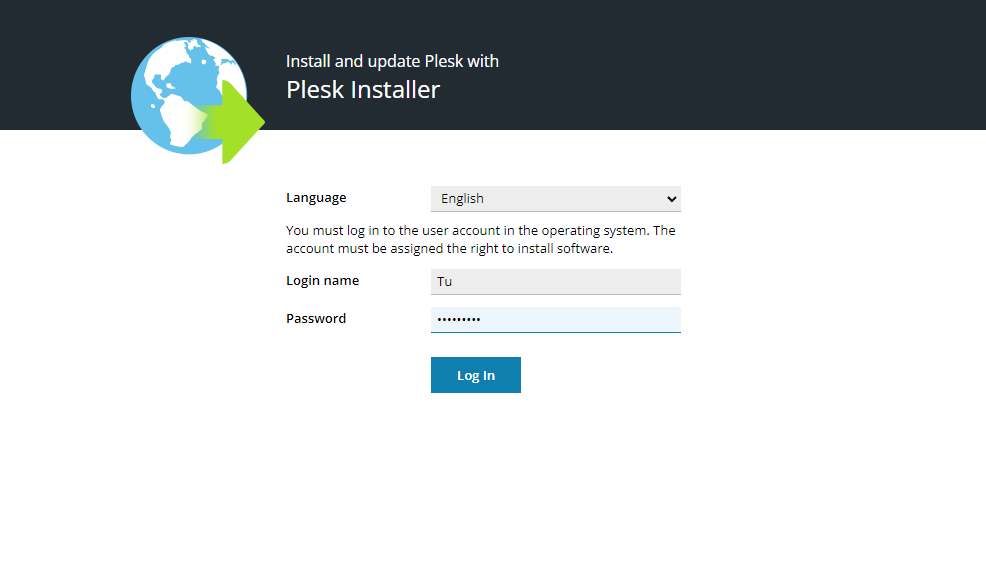 Install and update Plesk with
Plesk Installer
Language English
You must log in to the user account in the operating system. The
account must be assigned the right to install software.
Login name Tu
Password •••••••••
Log In